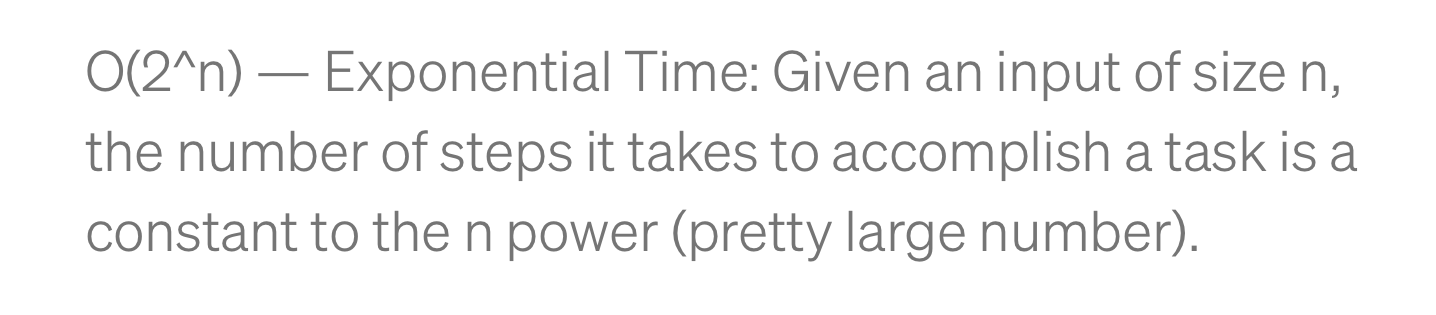 O(2^n) — Exponential Time: Given an input of size n,
the number of steps it takes to accomplish a task is a
constant to the n power (pretty large number).